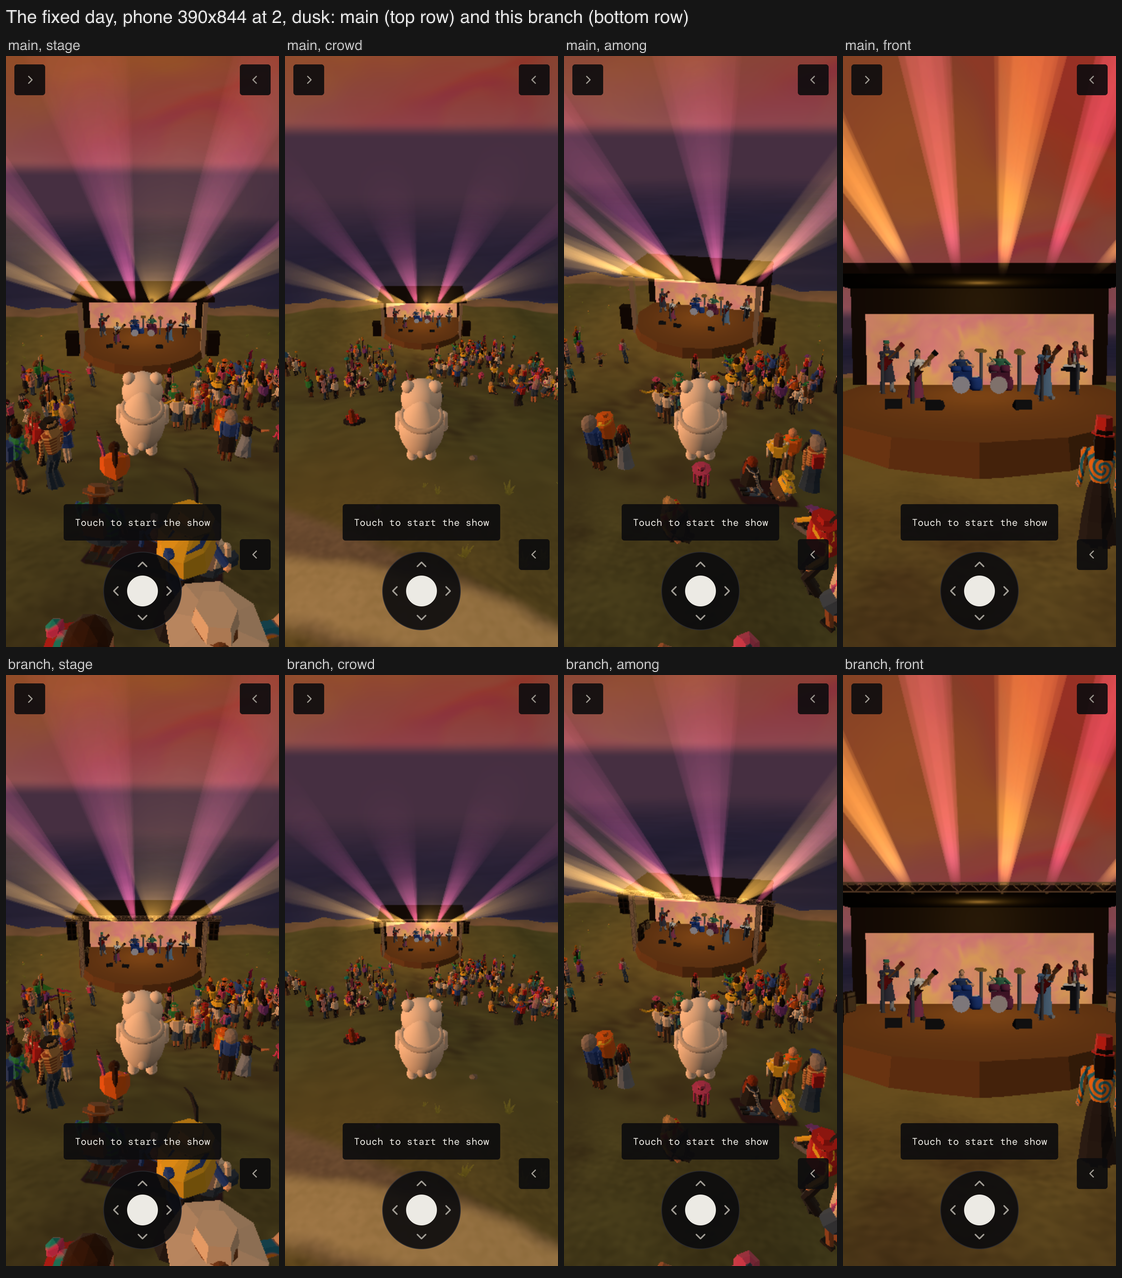 The fixed day, phone 390x844 at 2, dusk: main (top row) and this branch (bottom row)
main, stage
main, crowd
main, among
main, front
Touch to start the show
Touch to start the show
Touch to start the show
Touch to start the show
branch, stage
branch, crowd
branch, among
branch, front
Touch to start the show
Touch to start the show
Touch to start the show
Touch to start the show